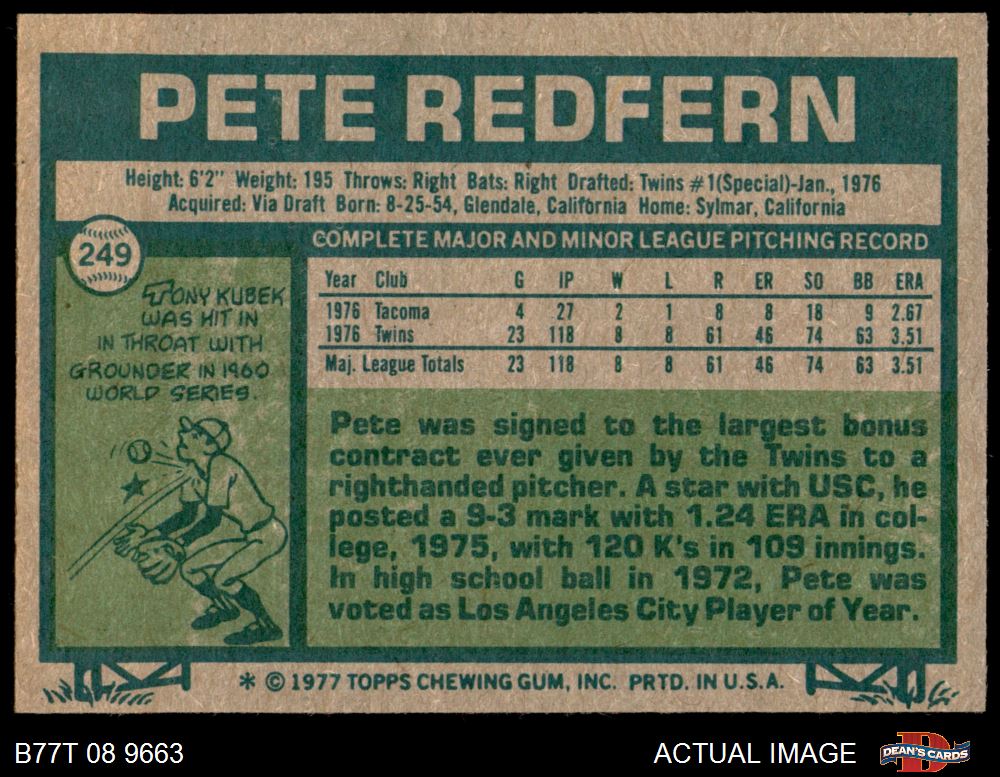 PETE REDFERN
Height: 6'2" Weight: 195 Throws: Right Bats: Right Drafted: Twins #1(Special)-Jan., 1976
Acquired: Via Draft Born: 8-25-54, Glendale, California Home: Sylmar, California
249
TONY KUBEK
WAS HIT IN
IN THROAT WITH
GROUNDER IN 1960
WORLD SERIES.
COMPLETE MAJOR AND MINOR LEAGUE PITCHING RECORD
Year Club G IP W L R ER SO BB ERA
1976 Tacoma 4 27 2 1 8 8 18 9 2.67
1976 Twins 23 118 8 8 61 46 74 63 3.51
Maj. League Totals 23 118 8 8 61 46 74 63 3.51
Pete was signed to the largest bonus
contract ever given by the Twins to a
righthanded pitcher. A star with USC, he
posted a 9-3 mark with 1.24 ERA in col-
lege, 1975, with 120 K's in 109 innings.
In high school ball in 1972, Pete was
voted as Los Angeles City Player of Year.
* © 1977 TOPPS CHEWING GUM, INC. PRTD. IN U.S.A.
B77T 08 9663
ACTUAL IMAGE
DEAN'S CARDS